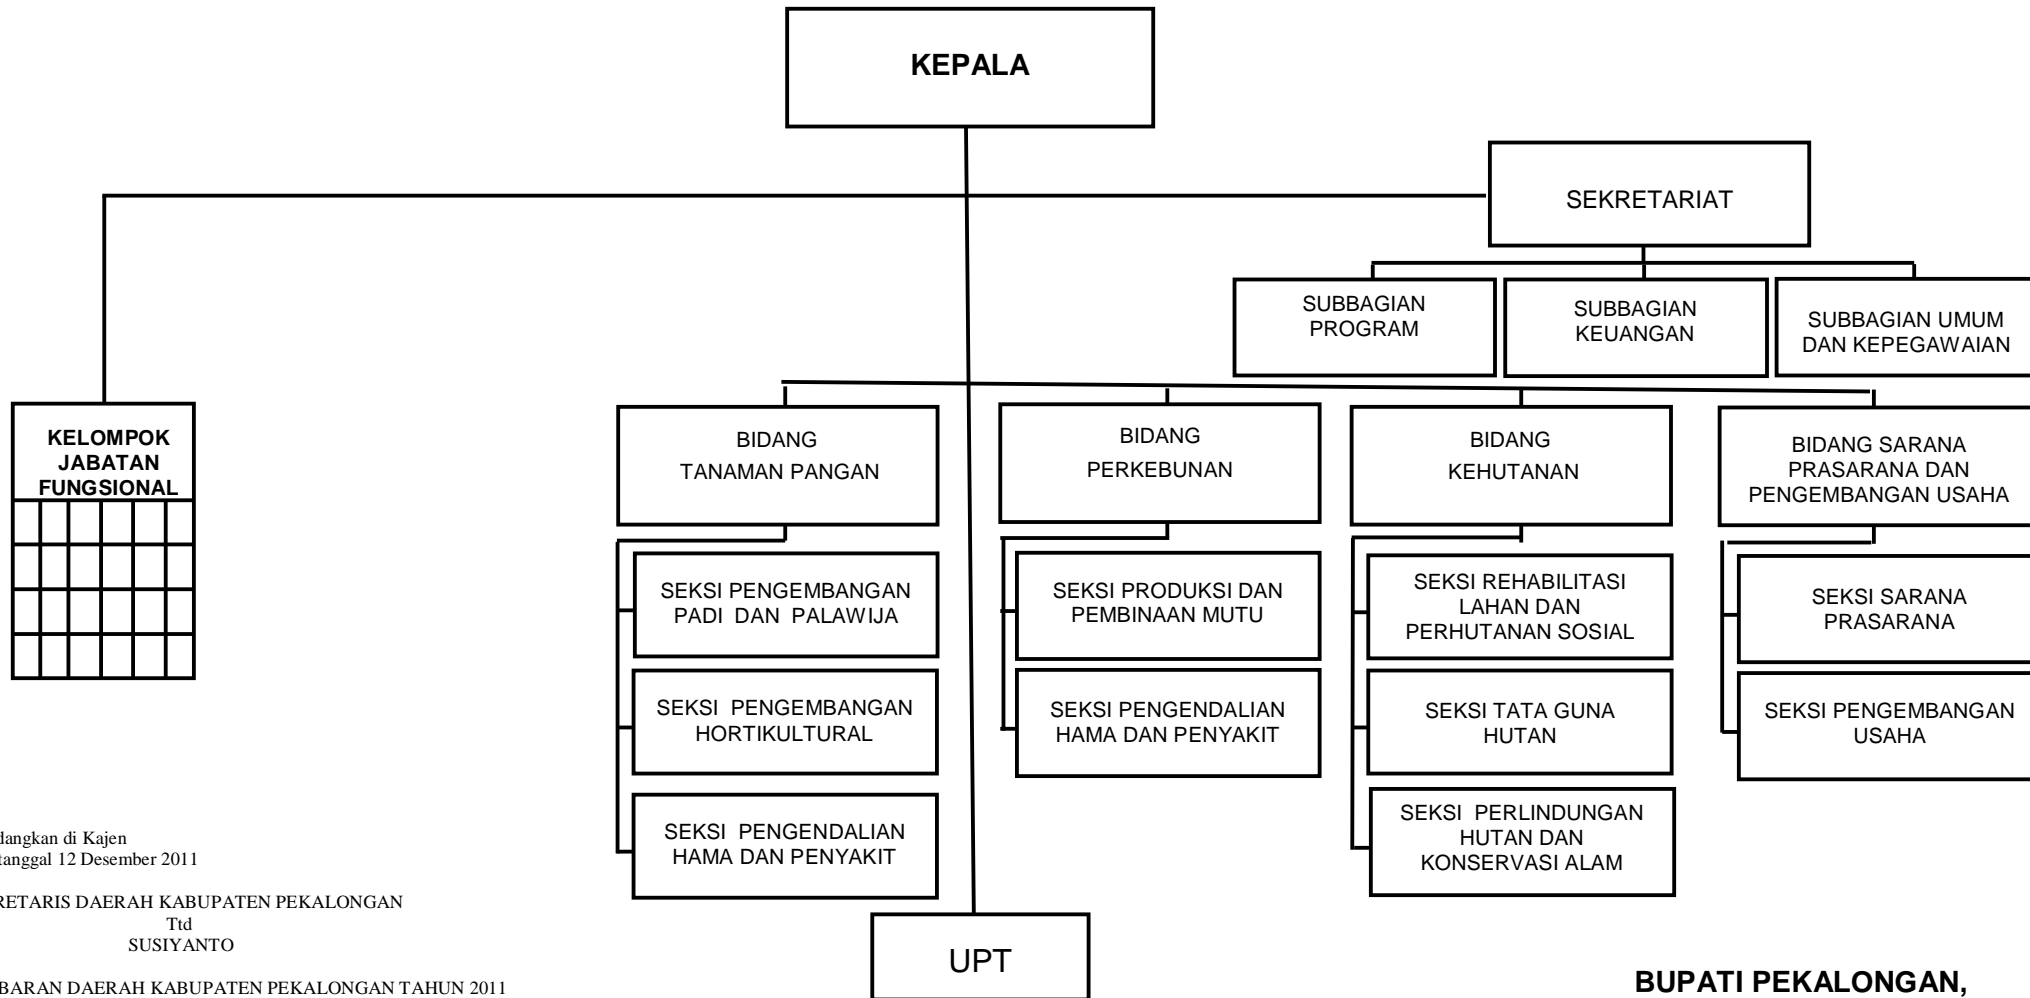 KEPALA
SEKRETARIAT
SUBBAGIAN
PROGRAM
SUBBAGIAN
KEUANGAN
SUBBAGIAN UMUM
DAN KEPEGAWAIAN
KELOMPOK
JABATAN
FUNGSIONAL
BIDANG
TANAMAN PANGAN
BIDANG
PERKEBUNAN
BIDANG
KEHUTANAN
BIDANG SARANA
PRASARANA DAN
PENGEMBANGAN USAHA
SEKSI PENGEMBANGAN
PADI DAN PALAWIJA
SEKSI PENGEMBANGAN
HORTIKULTURAL
SEKSI PENGENDALIAN
HAMA DAN PENYAKIT
SEKSI PRODUKSI DAN
PEMBINAAN MUTU
SEKSI PENGENDALIAN
HAMA DAN PENYAKIT
SEKSI REHABILITASI
LAHAN DAN
PERHUTANAN SOSIAL
SEKSI TATA GUNA
HUTAN
SEKSI PERLINDUNGAN
HUTAN DAN
KONSERVASI ALAM
SEKSI SARANA
PRASARANA
SEKSI PENGEMBANGAN
USAHA
UPT
dangkan di Kajen
tanggal 12 Desember 2011
RETARIS DAERAH KABUPATEN PEKALONGAN
Ttd
SUSIYANTO
BARAN DAERAH KABUPATEN PEKALONGAN TAHUN 2011
BUPATI PEKALONGAN,